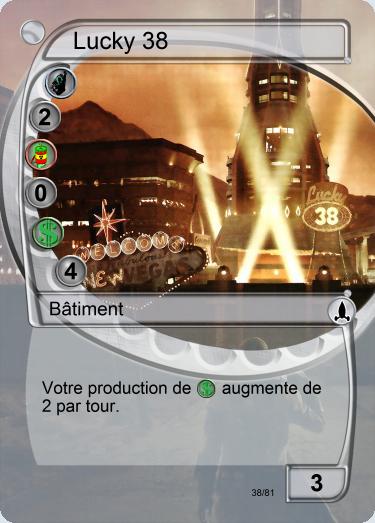 Lucky 38
2
0
4
Lucky
38
WELCOME
NEW VEGAS
Bâtiment
Votre production de $ augmente de
2 par tour.
38/81
3